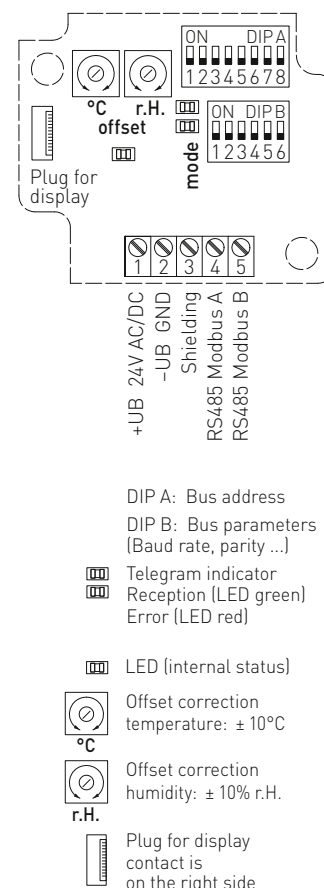 ON DIP A
1 2 3 4 5 6 7 8
°C r.H.
offset
ON DIP B
1 2 3 4 5 6
mode
Plug for
display
1 2 3 4 5
+UB 24V AC/DC
–UB GND
Shielding
RS485 Modbus A
RS485 Modbus B
DIP A: Bus address
DIP B: Bus parameters
(Baud rate, parity ...)
Telegram indicator
Reception (LED green)
Error (LED red)
LED (internal status)
Offset correction
temperature: ± 10°C
°C
Offset correction
humidity: ± 10% r.H.
r.H.
Plug for display
contact is
on the right side